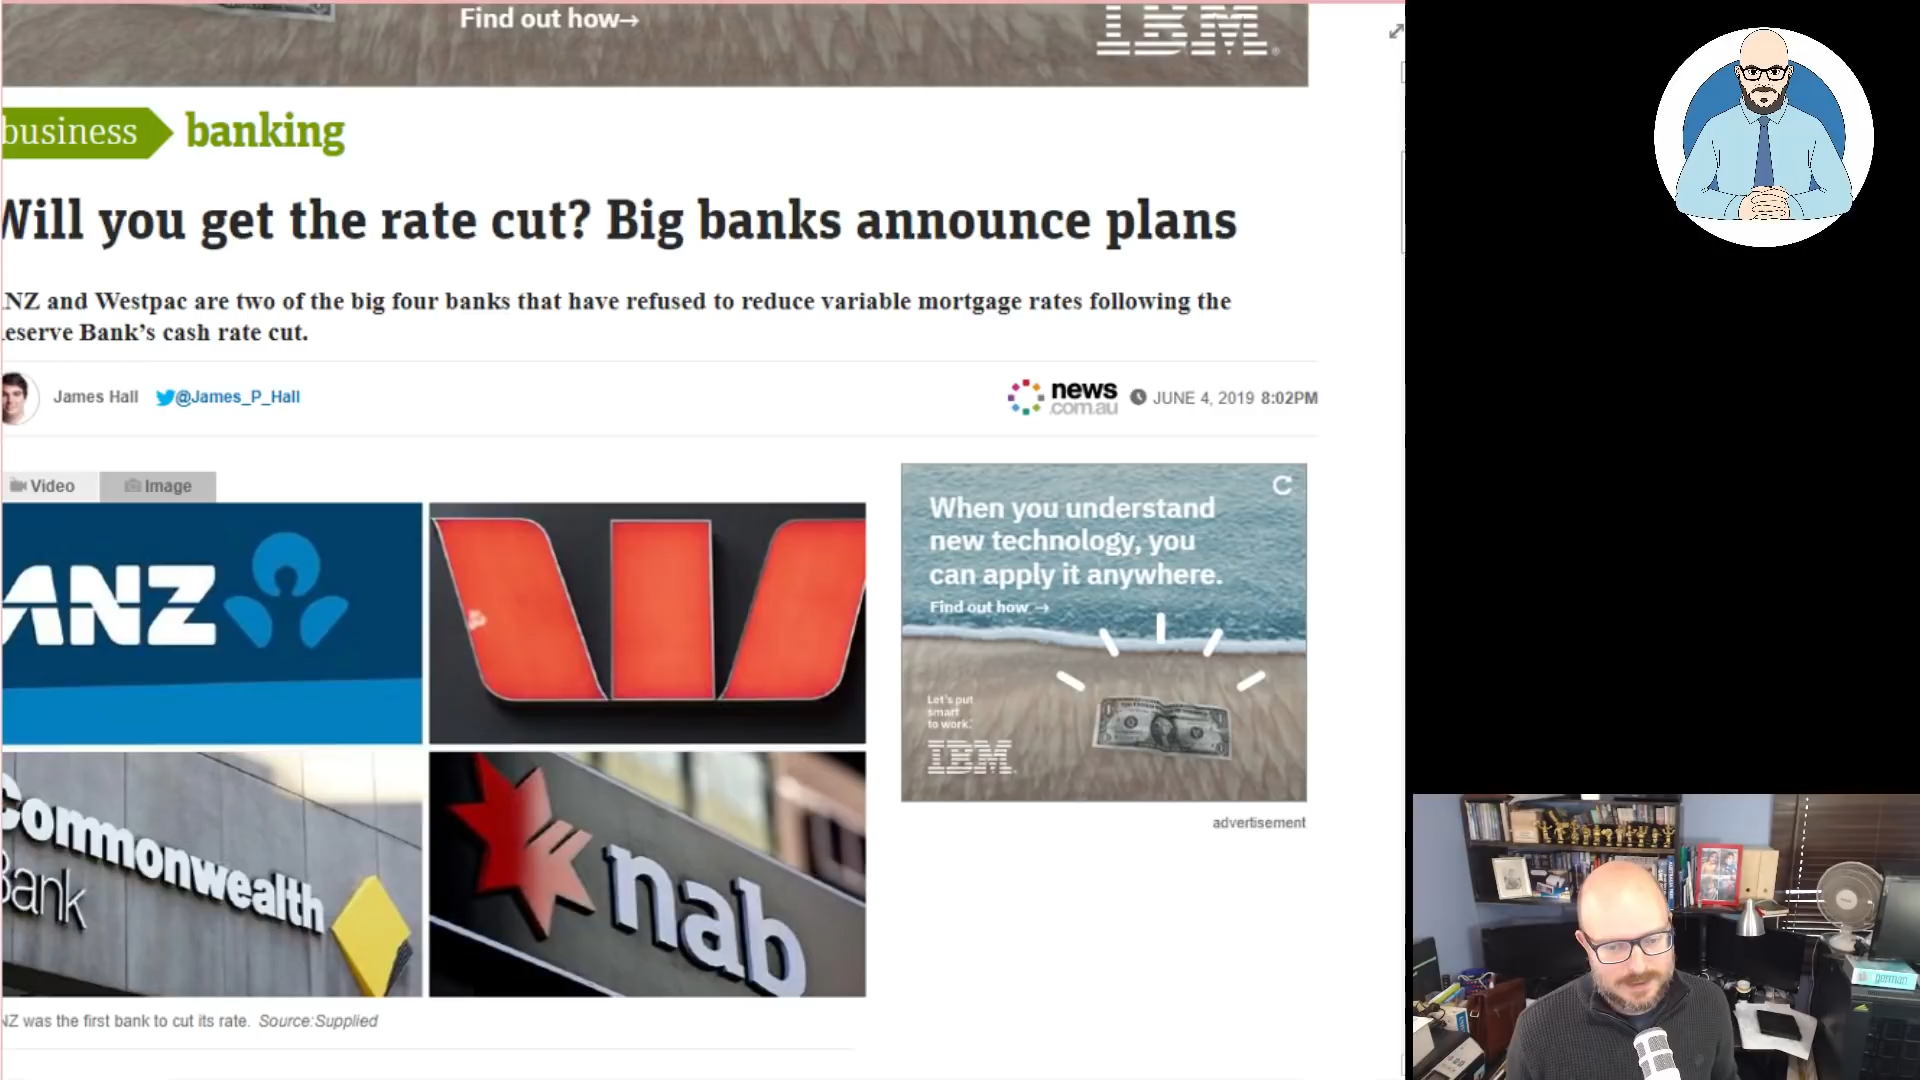 Find out how→
IBM
business
banking
Will you get the rate cut? Big banks announce plans
NZ and Westpac are two of the big four banks that have refused to reduce variable mortgage rates following the
eserve Bank's cash rate cut.
James Hall
@James_P_Hall
news
.com.au
JUNE 4, 2019 8:02PM
Video
Image
ANZ
When you understand
new technology, you
can apply it anywhere.
Find out how →
Let's put
smart
to work.
IBM
Commonwealth
Bank
nab
advertisement
NZ was the first bank to cut its rate. Source:Supplied
german